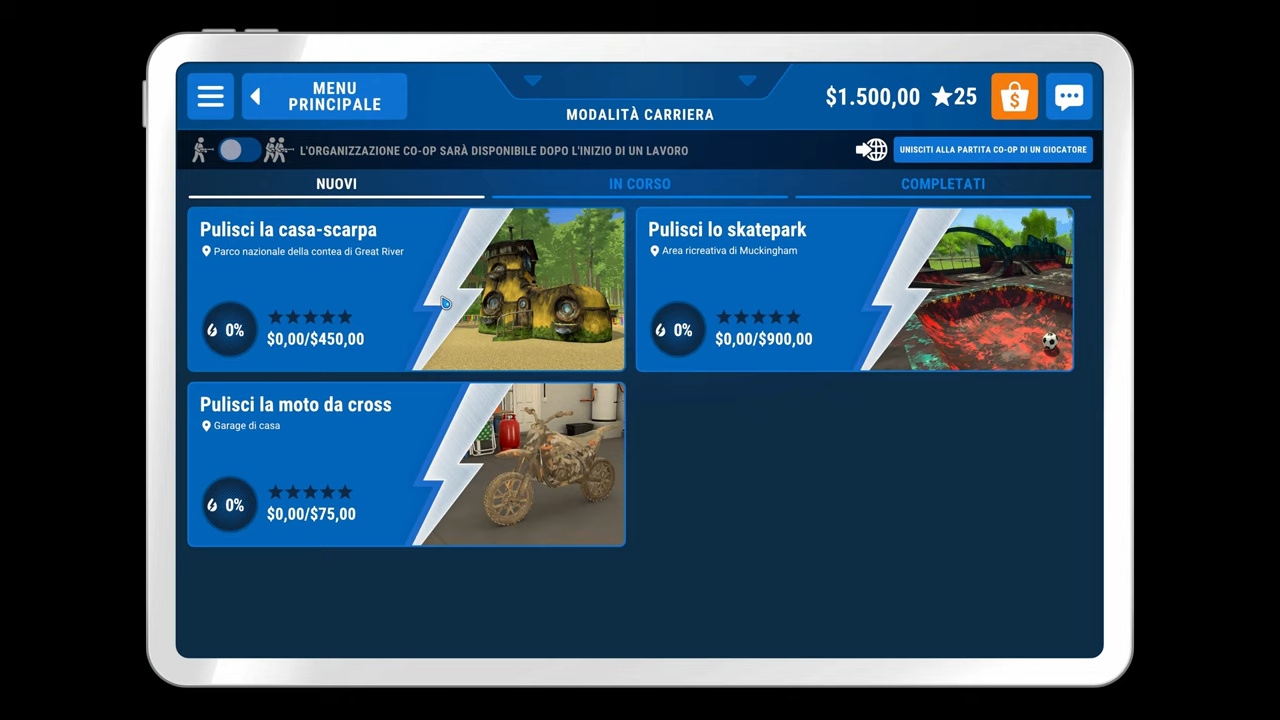 MENU
PRINCIPALE
MODALITÀ CARRIERA
$1.500,00 ★25
L'ORGANIZZAZIONE CO-OP SARÀ DISPONIBILE DOPO L'INIZIO DI UN LAVORO
UNISCITI ALLA PARTITA CO-OP DI UN GIOCATORE
NUOVI
IN CORSO
COMPLETATI
Pulisci la casa-scarpa
Parco nazionale della contea di Great River
0%
$0,00/$450,00
Pulisci lo skatepark
Area ricreativa di Muckingham
0%
$0,00/$900,00
Pulisci la moto da cross
Garage di casa
0%
$0,00/$75,00